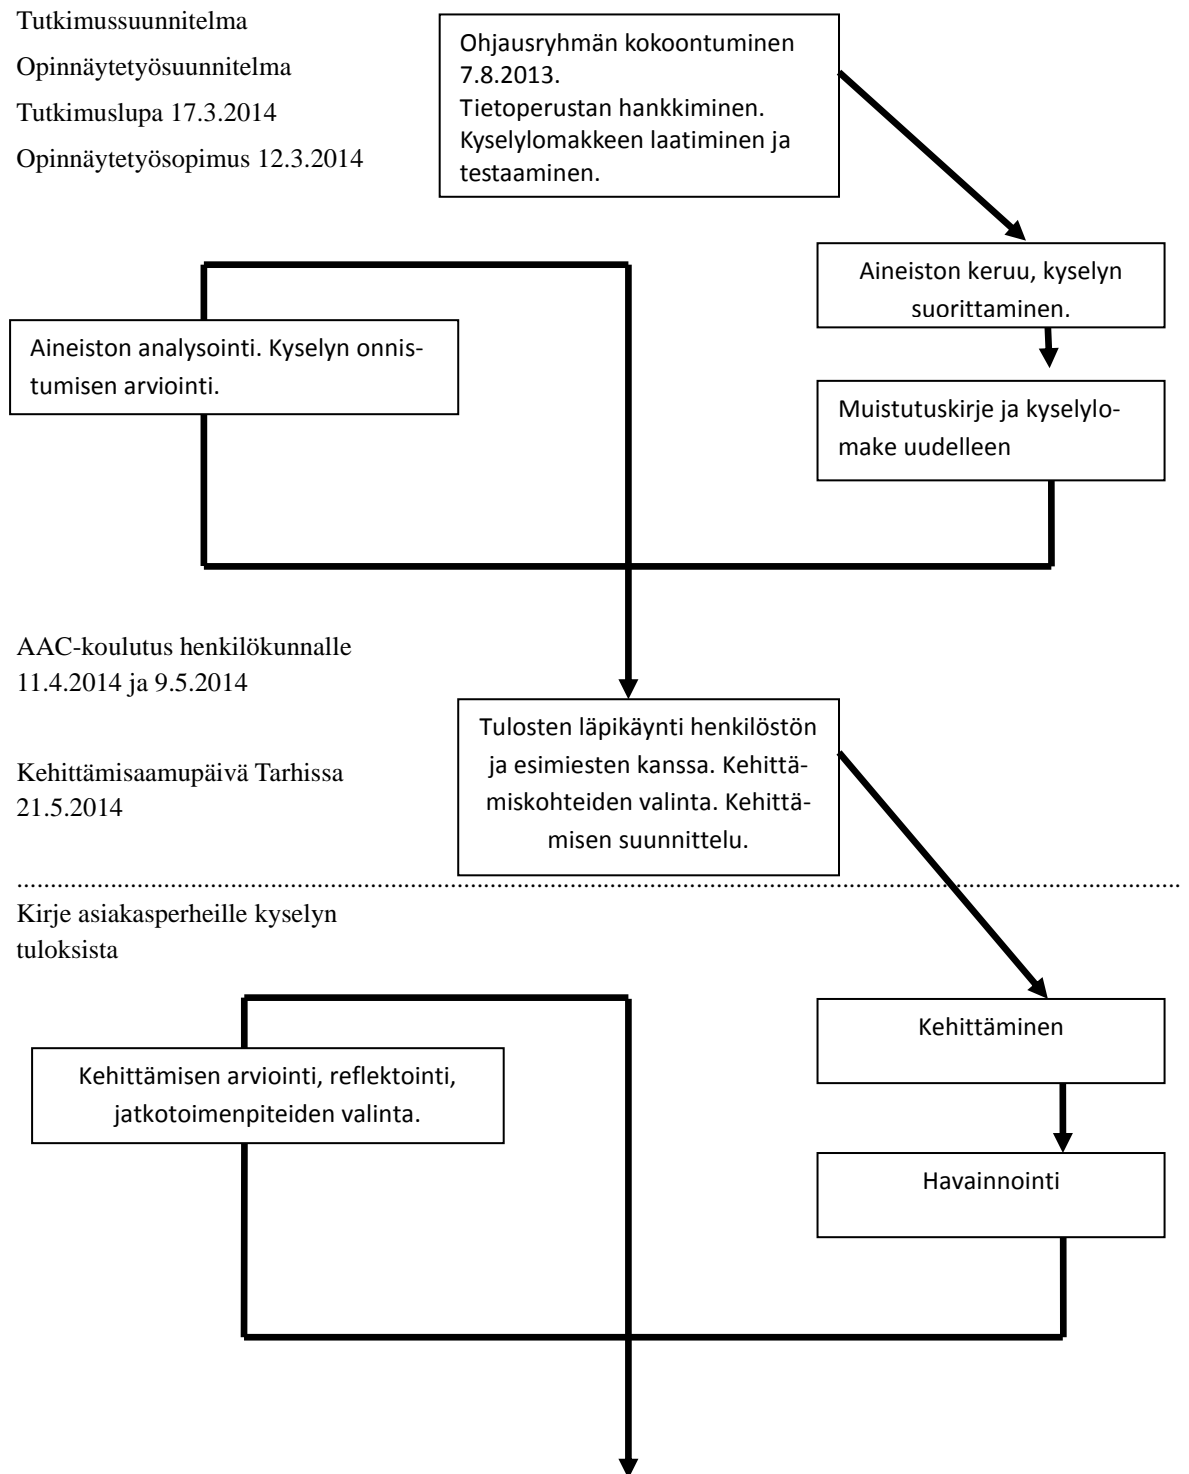 Tutkimussuunnitelma
Opinnäytetyösuunnitelma
Tutkimuslupa 17.3.2014
Opinnäytetyösopimus 12.3.2014
Ohjausryhmän kokoontuminen
7.8.2013.
Tietoperustan hankkiminen.
Kyselylomakkeen laatiminen ja
testaaminen.
Aineiston keruu, kyselyn
suorittaminen.
Aineiston analysointi. Kyselyn onnis-
tumisen arviointi.
Muistutuskirje ja kyselylo-
make uudelleen
AAC-koulutus henkilökunnalle
11.4.2014 ja 9.5.2014
Kehittämisaamupäivä Tarhissa
21.5.2014
Tulosten läpikäynti henkilöstön
ja esimiesten kanssa. Kehittä-
miskohteiden valinta. Kehittä-
misen suunnittelu.
Kirje asiakasperheille kyselyn
tuloksista
Kehittäminen
Kehittämisen arviointi, reflektointi,
jatkotoimenpiteiden valinta.
Havainnointi